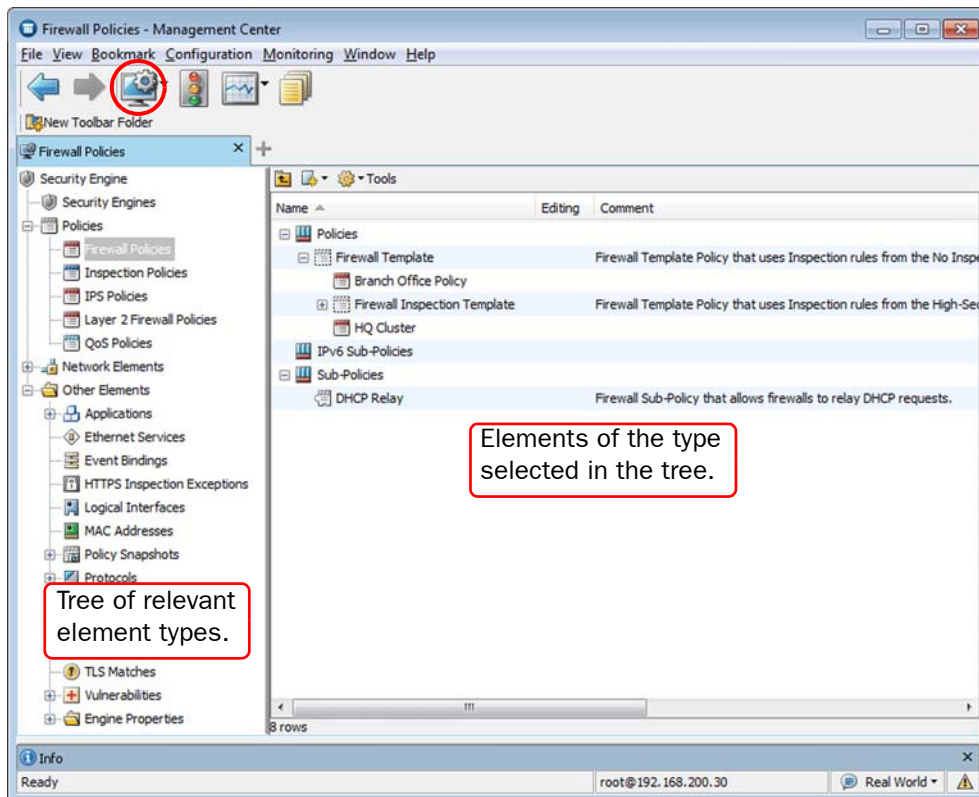 Firewall Policies - Management Center
File View Bookmark Configuration Monitoring Window Help
New Toolbar Folder
Firewall Policies
Security Engine
Security Engines
Policies
Firewall Policies
Inspection Policies
IPS Policies
Layer 2 Firewall Policies
QoS Policies
Network Elements
Other Elements
Applications
Ethernet Services
Event Bindings
HTTPS Inspection Exceptions
Logical Interfaces
MAC Addresses
Policy Snapshots
Protocols
Tree of relevant
element types.
TLS Matches
Vulnerabilities
Engine Properties
Tools
Name Editing Comment
Policies
Firewall Template Firewall Template Policy that uses Inspection rules from the No Inspe
Branch Office Policy
Firewall Inspection Template Firewall Template Policy that uses Inspection rules from the High-Sec
HQ Cluster
IPv6 Sub-Policies
Sub-Policies
DHCP Relay Firewall Sub-Policy that allows firewalls to relay DHCP requests.
Elements of the type
selected in the tree.
8 rows
Info
Ready root@192.168.200.30 Real World